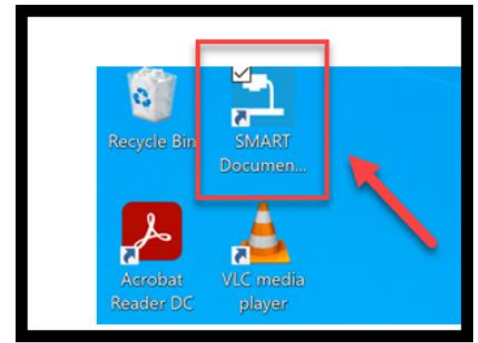 Recycle Bin
SMART
Documen...
Acrobat
Reader DC
VLC media
player